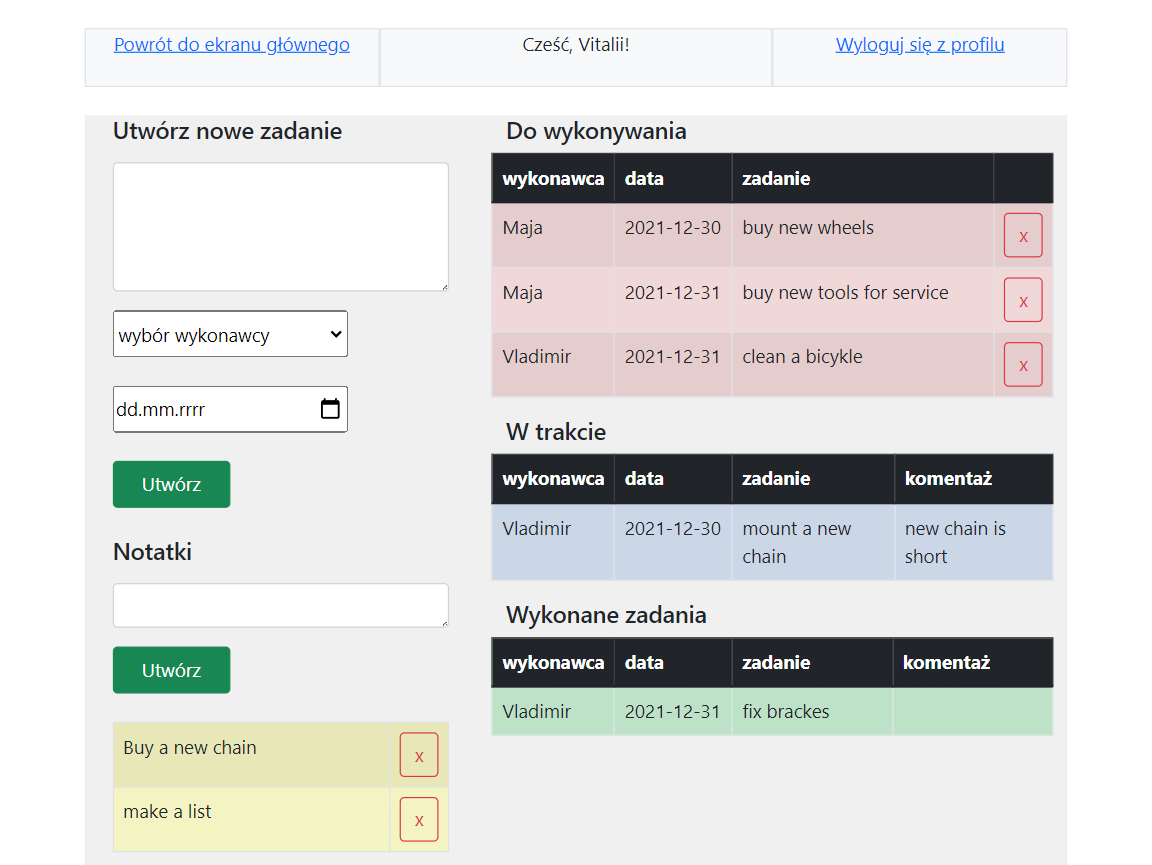 Powrót do ekranu głównego
Cześć, Vitalii!
Wyloguj się z profilu
Utwórz nowe zadanie
wybór wykonawcy
dd.mm.rrrr
Utwórz
Notatki
Utwórz
Buy a new chain x
make a list x
Do wykonywania
wykonawca data zadanie
Maja 2021-12-30 buy new wheels x
Maja 2021-12-31 buy new tools for service x
Vladimir 2021-12-31 clean a bicykle x
W trakcie
wykonawca data zadanie komentaż
Vladimir 2021-12-30 mount a new new chain is
chain short
Wykonane zadania
wykonawca data zadanie komentaż
Vladimir 2021-12-31 fix brackes